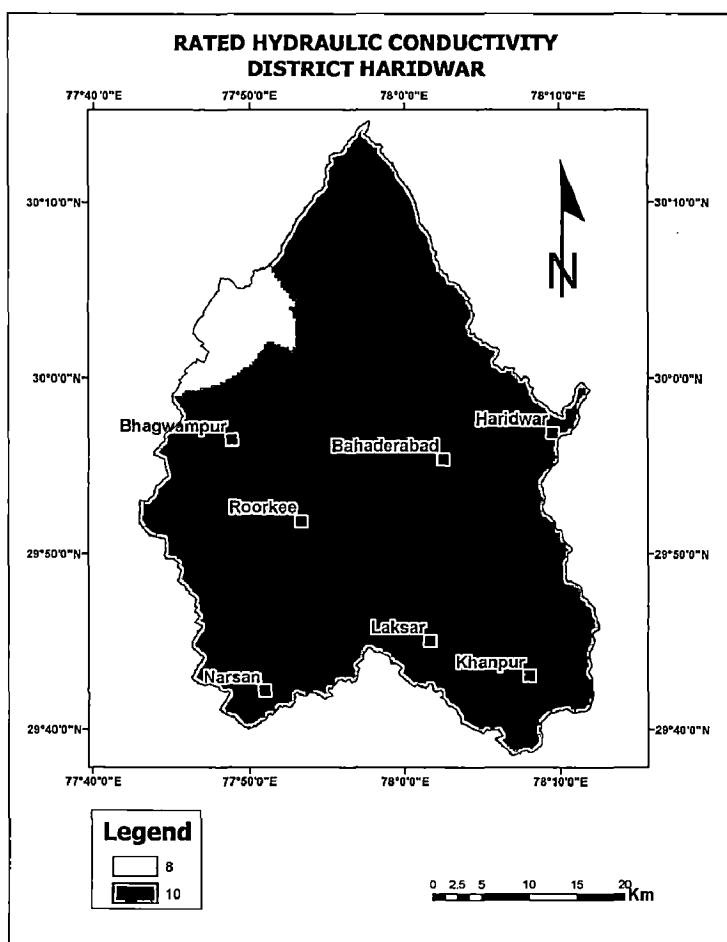 RATED HYDRAULIC CONDUCTIVITY
DISTRICT HARIDWAR
77°40'0"E 77°50'0"E 78°0'0"E 78°10'0"E
30°10'0"N 30°10'0"N
N
30°0'0"N 30°0'0"N
Bhagwampur Haridwar
Bahaderabad
Roorkee
29°50'0"N 29°50'0"N
Laksar
Khanpur
Narsan
29°40'0"N 29°40'0"N
77°40'0"E 77°50'0"E 78°0'0"E 78°10'0"E
Legend
8
10
0 2.5 5 10 15 20 Km